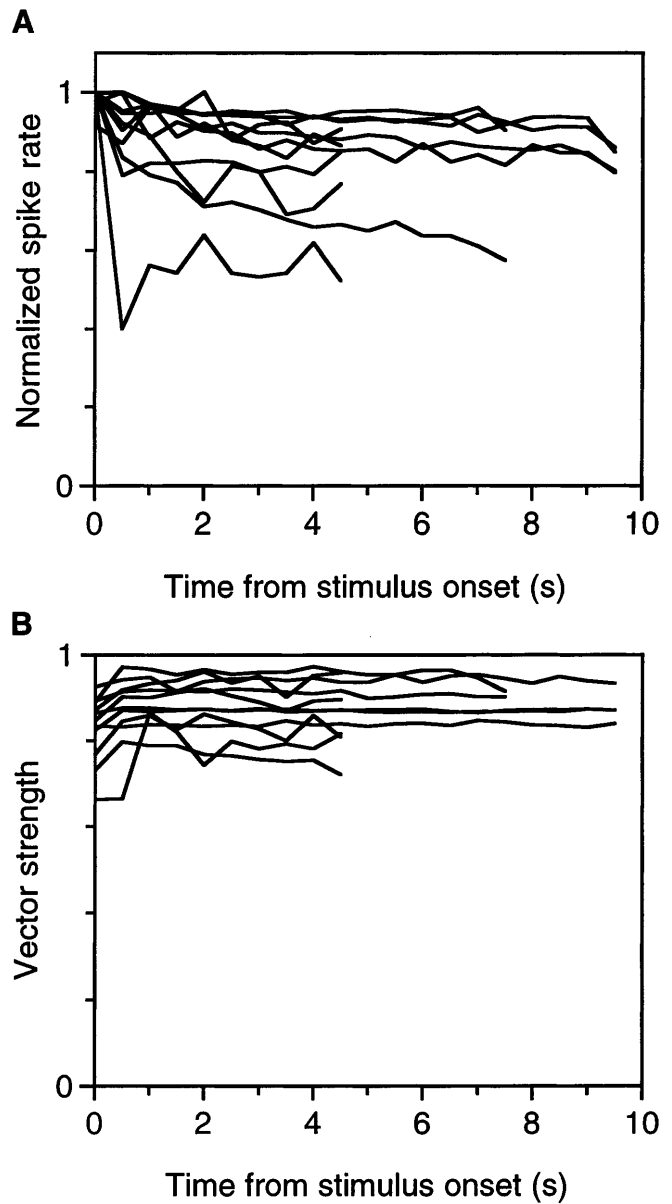 A
1
Normalized spike rate
0
0 2 4 6 8 10
Time from stimulus onset (s)
B
1
Vector strength
0
0 2 4 6 8 10
Time from stimulus onset (s)